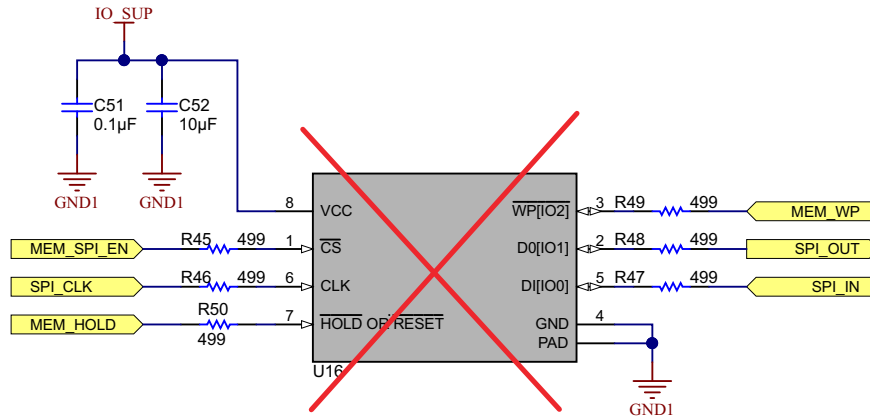 IO_SUP
C51
0.1µF
C52
10µF
GND1
GND1
8
VCC
WP[IO2]
3
R49
499
MEM_WP
MEM_SPI_EN
R45
499
1
CS
D0[IO1]
2
R48
499
SPI_OUT
SPI_CLK
R46
499
6
CLK
DI[IO0]
5
R47
499
SPI_IN
MEM_HOLD
R50
499
7
HOLD OR RESET
GND
4
PAD
U16
GND1